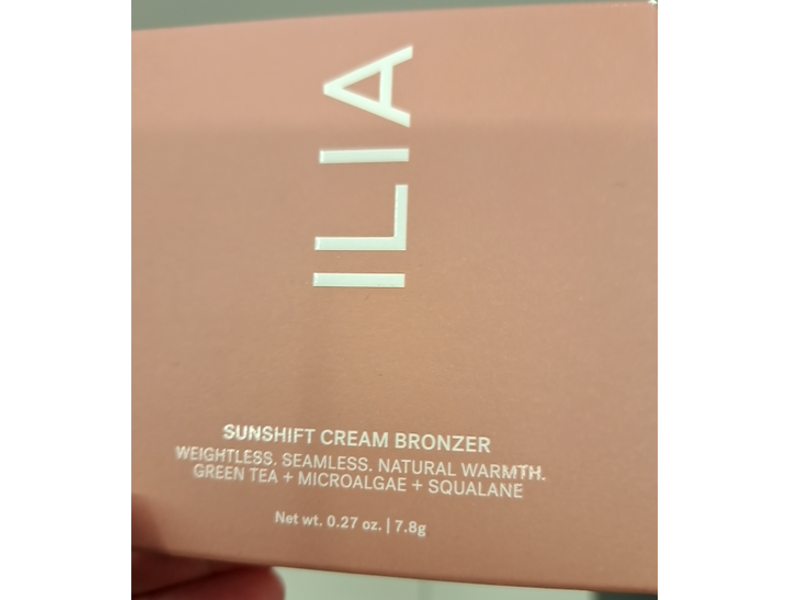 ILIA
SUNSHIFT CREAM BRONZER
WEIGHTLESS. SEAMLESS. NATURAL WARMTH.
GREEN TEA + MICROALGAE + SQUALANE
Net wt. 0.27 oz. | 7.8g